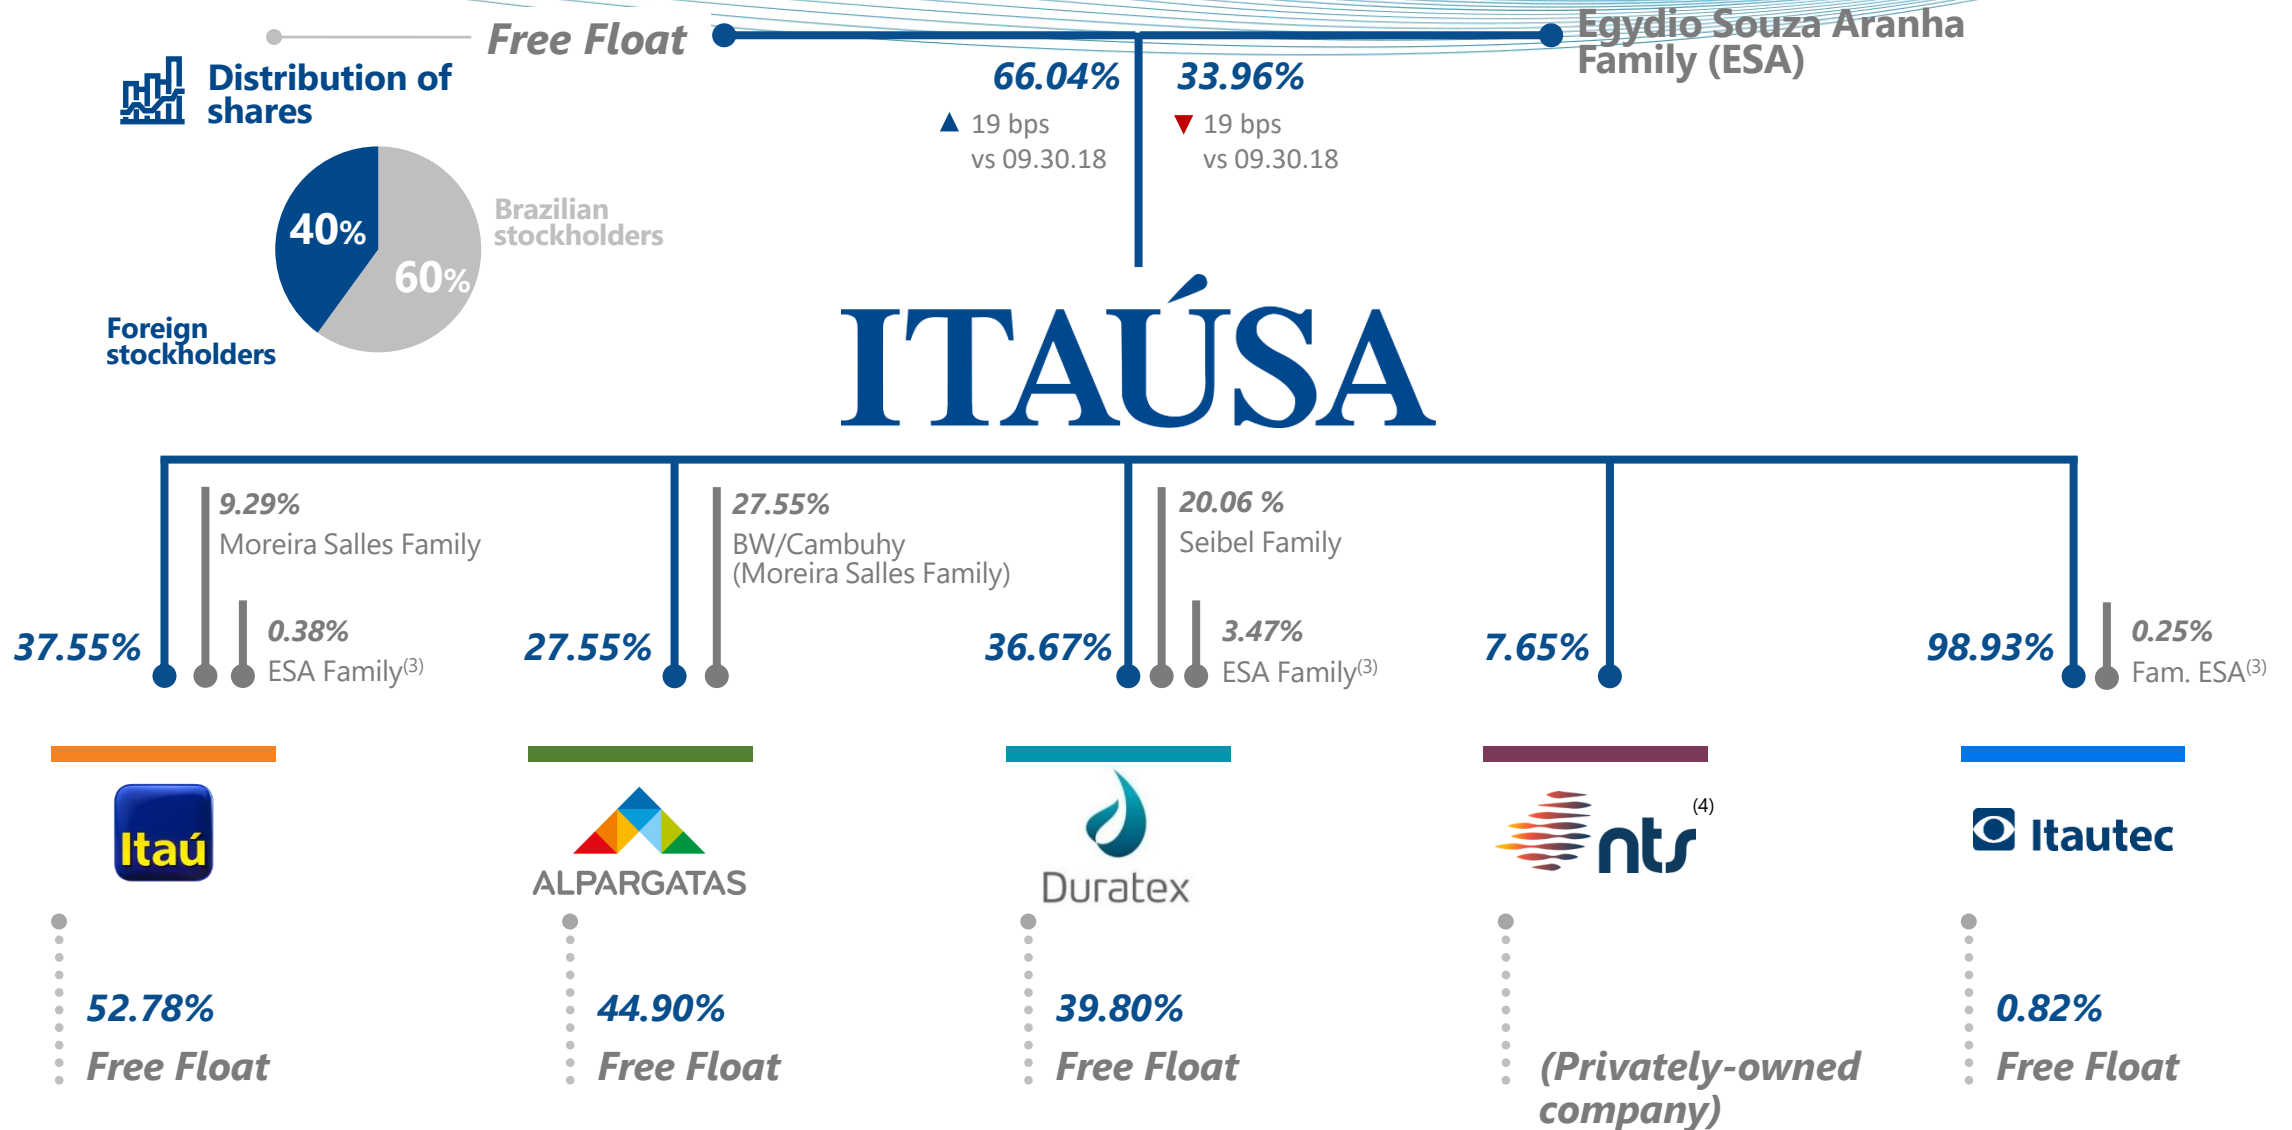 Free Float
Egydio Souza Aranha
Family (ESA)
Distribution of
shares
66.04%
33.96%
19 bps
vs 09.30.18
19 bps
vs 09.30.18
40%
60%
Brazilian
stockholders
Foreign
stockholders
ITAÚSA
9.29%
Moreira Salles Family
27.55%
BW/Cambuhy
(Moreira Salles Family)
20.06 %
Seibel Family
37.55%
0.38%
ESA Family(3)
27.55%
36.67%
3.47%
ESA Family(3)
7.65%
98.93%
0.25%
Fam. ESA(3)
Itaú
ALPARGATAS
Duratex
nts
(4)
Itautec
52.78%
Free Float
44.90%
Free Float
39.80%
Free Float
(Privately-owned
company)
0.82%
Free Float